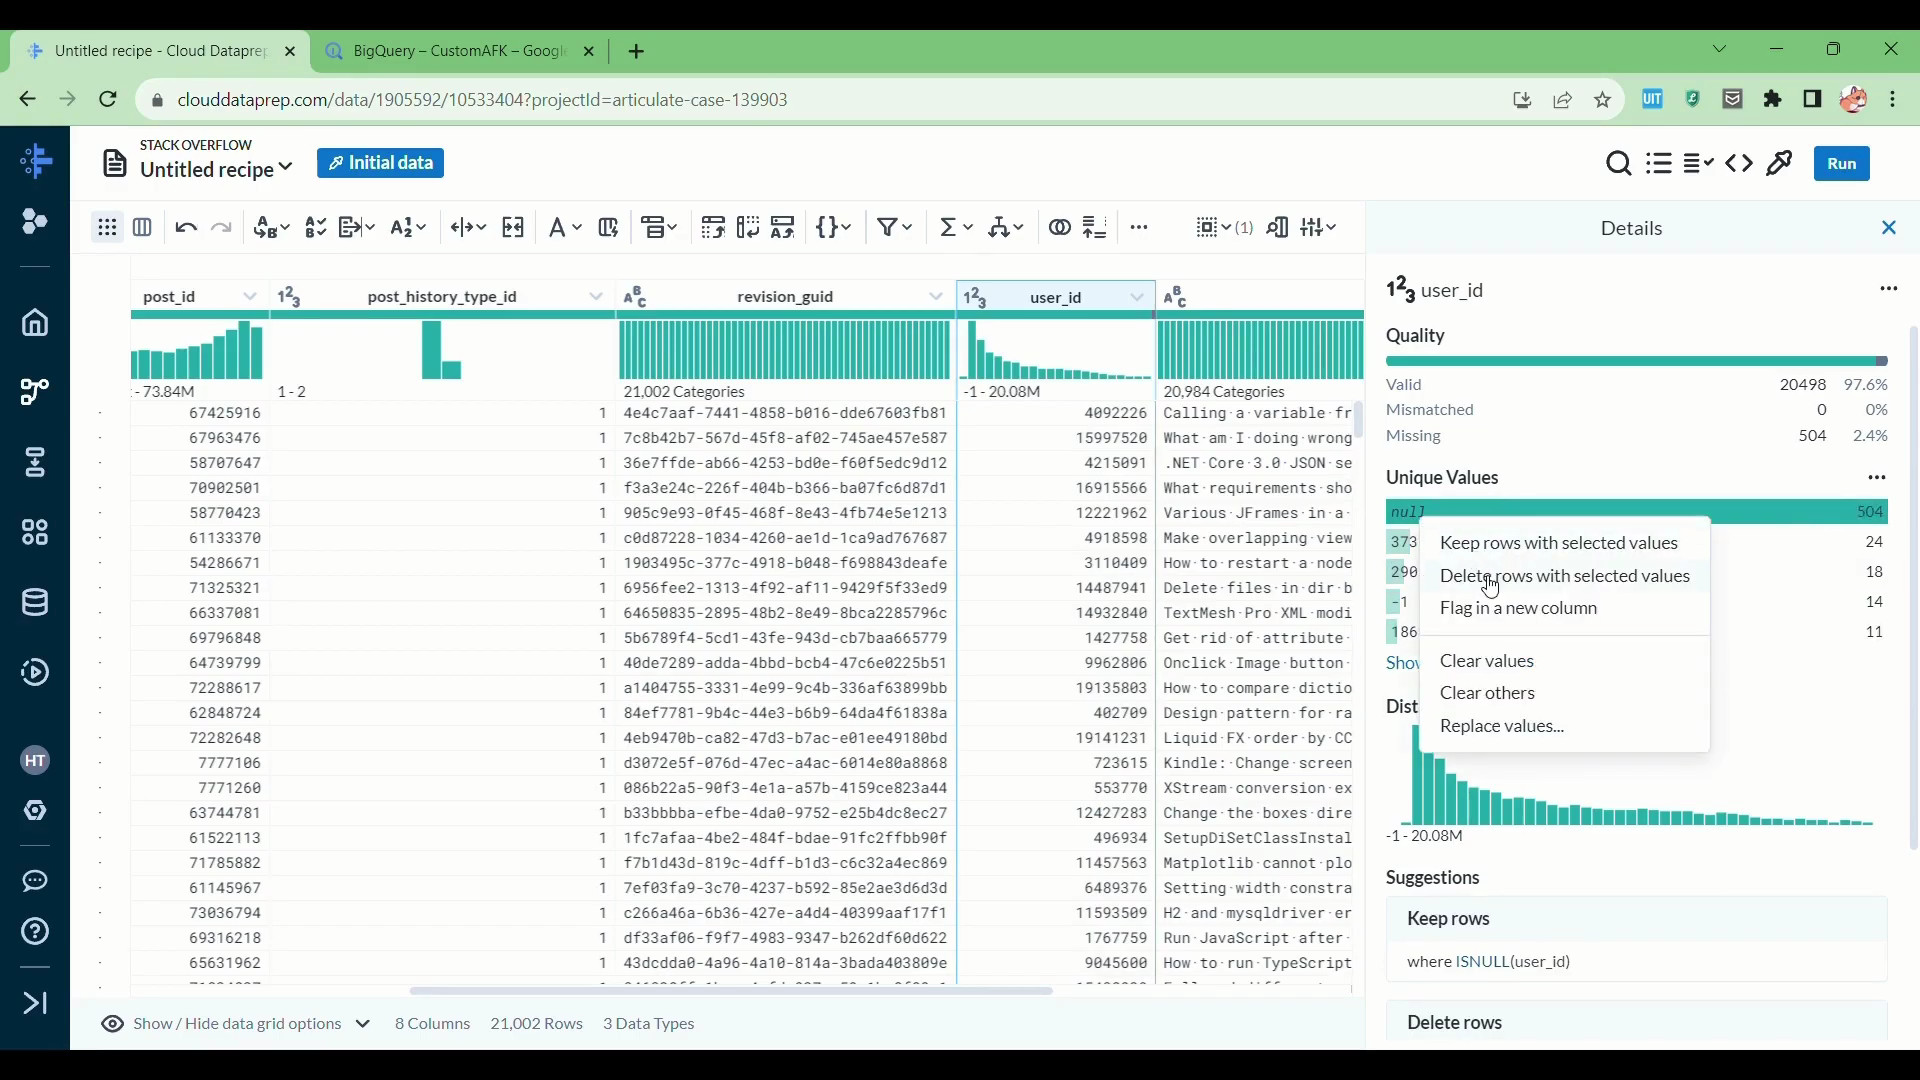 Untitled recipe - Cloud Dataprep
BigQuery – CustomAFK – Google
clouddataprep.com/data/1905592/10533404?projectId=articulate-case-139903
UIT
STACK OVERFLOW
Untitled recipe
Initial data
Run
(1)
Details
post_id
post_history_type_id
revision_guid
user_id
- 73.84M
1 - 2
21,002 Categories
-1 - 20.08M
20,984 Categories
67425916 1 4e4c7aaf-7441-4858-b016-dde67603fb81 4092226 Calling·a·variable·fr
67963476 1 7c8b42b7-567d-45f8-af02-745ae457e587 15997520 What·am·I·doing·wrong
58707647 1 36e7ffde-ab66-4253-bd0e-f60f5edc9d12 4215091 .NET·Core·3.0·JSON·se
70902501 1 f3a3e24c-226f-404b-b366-ba07fc6d87d1 16915566 What·requirements·sho
58770423 1 905c9e93-0f45-468f-8e43-4fb74e5e1213 12221962 Various·JFrames·in·a·
61133370 1 c0d87228-1034-4260-ae1d-1ca9ad767687 4918598 Make·overlapping·view
54286671 1 1903495c-377c-4918-b048-f698843deafe 3110409 How·to·restart·a·node
71325321 1 6956fee2-1313-4f92-af11-9429f5f33ed9 14487941 Delete·files·in·dir·b
66337081 1 64650835-2895-48b2-8e49-8bca2285796c 14932840 TextMesh·Pro·XML·modi
69796848 1 5b6789f4-5cd1-43fe-943d-cb7baa665779 1427758 Get·rid·of·attribute·
64739799 1 40de7289-adda-4bbd-bcb4-47c6e0225b51 9962806 Onclick·Image·button·
72288617 1 a1404755-3331-4e99-9c4b-336af63899bb 19135803 How·to·compare·dictio
62848724 1 84ef7781-9b4c-44e3-b6b9-64da4f61838a 402709 Design·pattern·for·ra
72282648 1 4eb9470b-ca82-47d3-b7ac-e01ee49180bd 19141231 Liquid·FX·order·by·CC
7777106 1 d3072e5f-076d-47ec-a4ac-6014e80a8868 723615 Kindle:·Change·screen
7771260 1 086b22a5-90f3-4e1a-a57b-4159ce823a44 553770 XStream·conversion·ex
63744781 1 b33bbbba-efbe-4da0-9752-e25b4dc8ec27 12427283 Change·the·boxes·dire
61522113 1 1fc7afaa-4be2-484f-bdae-91fc2ffbb90f 496934 SetupDiSetClassInstal
71785882 1 f7b1d43d-819c-4dff-b1d3-c6c32a4ec869 11457563 Matplotlib·cannot·plo
61145967 1 7ef03fa9-3c70-4237-b592-85e2ae3d6d3d 6489376 Setting·width·constra
73036794 1 c266a46a-6b36-427e-a4d4-40399aaf17f1 11593509 H2·and·mysqldriver·er
69316218 1 df33af06-f9f7-4983-9347-b262df60d622 1767759 Run·JavaScript·after·
65631962 1 43dcdda0-4a96-4a10-814a-3bada403809e 9045600 How·to·run·TypeScript
HT
Show / Hide data grid options
8 Columns
21,002 Rows
3 Data Types
user_id
Quality
Valid 20498 97.6%
Mismatched 0 0%
Missing 504 2.4%
Unique Values
null 504
373 24
290 18
-1 14
186 11
Show
Keep rows with selected values
Delete rows with selected values
Flag in a new column
Clear values
Clear others
Replace values...
Dist
-1 - 20.08M
Suggestions
Keep rows
where ISNULL(user_id)
Delete rows